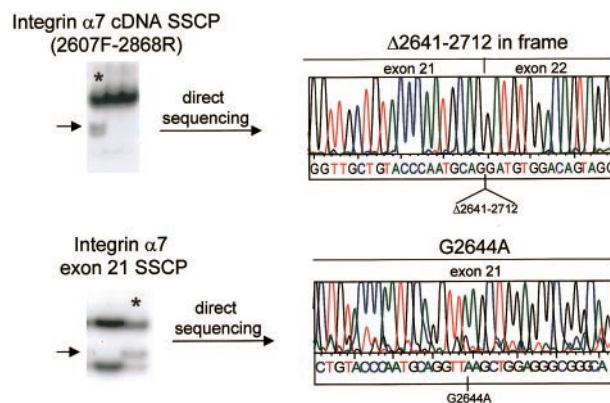 Integrin α7 cDNA SSCP
(2607F-2868R)
*
direct
sequencing
Δ2641-2712 in frame
exon 21 exon 22
GGTTGCTGTACCCAATGCAGGATGTGGACAGTAGC
Δ2641-2712
Integrin α7
exon 21 SSCP
*
direct
sequencing
G2644A
exon 21
CTGTACCCAATGCAGGTTAAGCTGGAGGGCGGGCA
G2644A